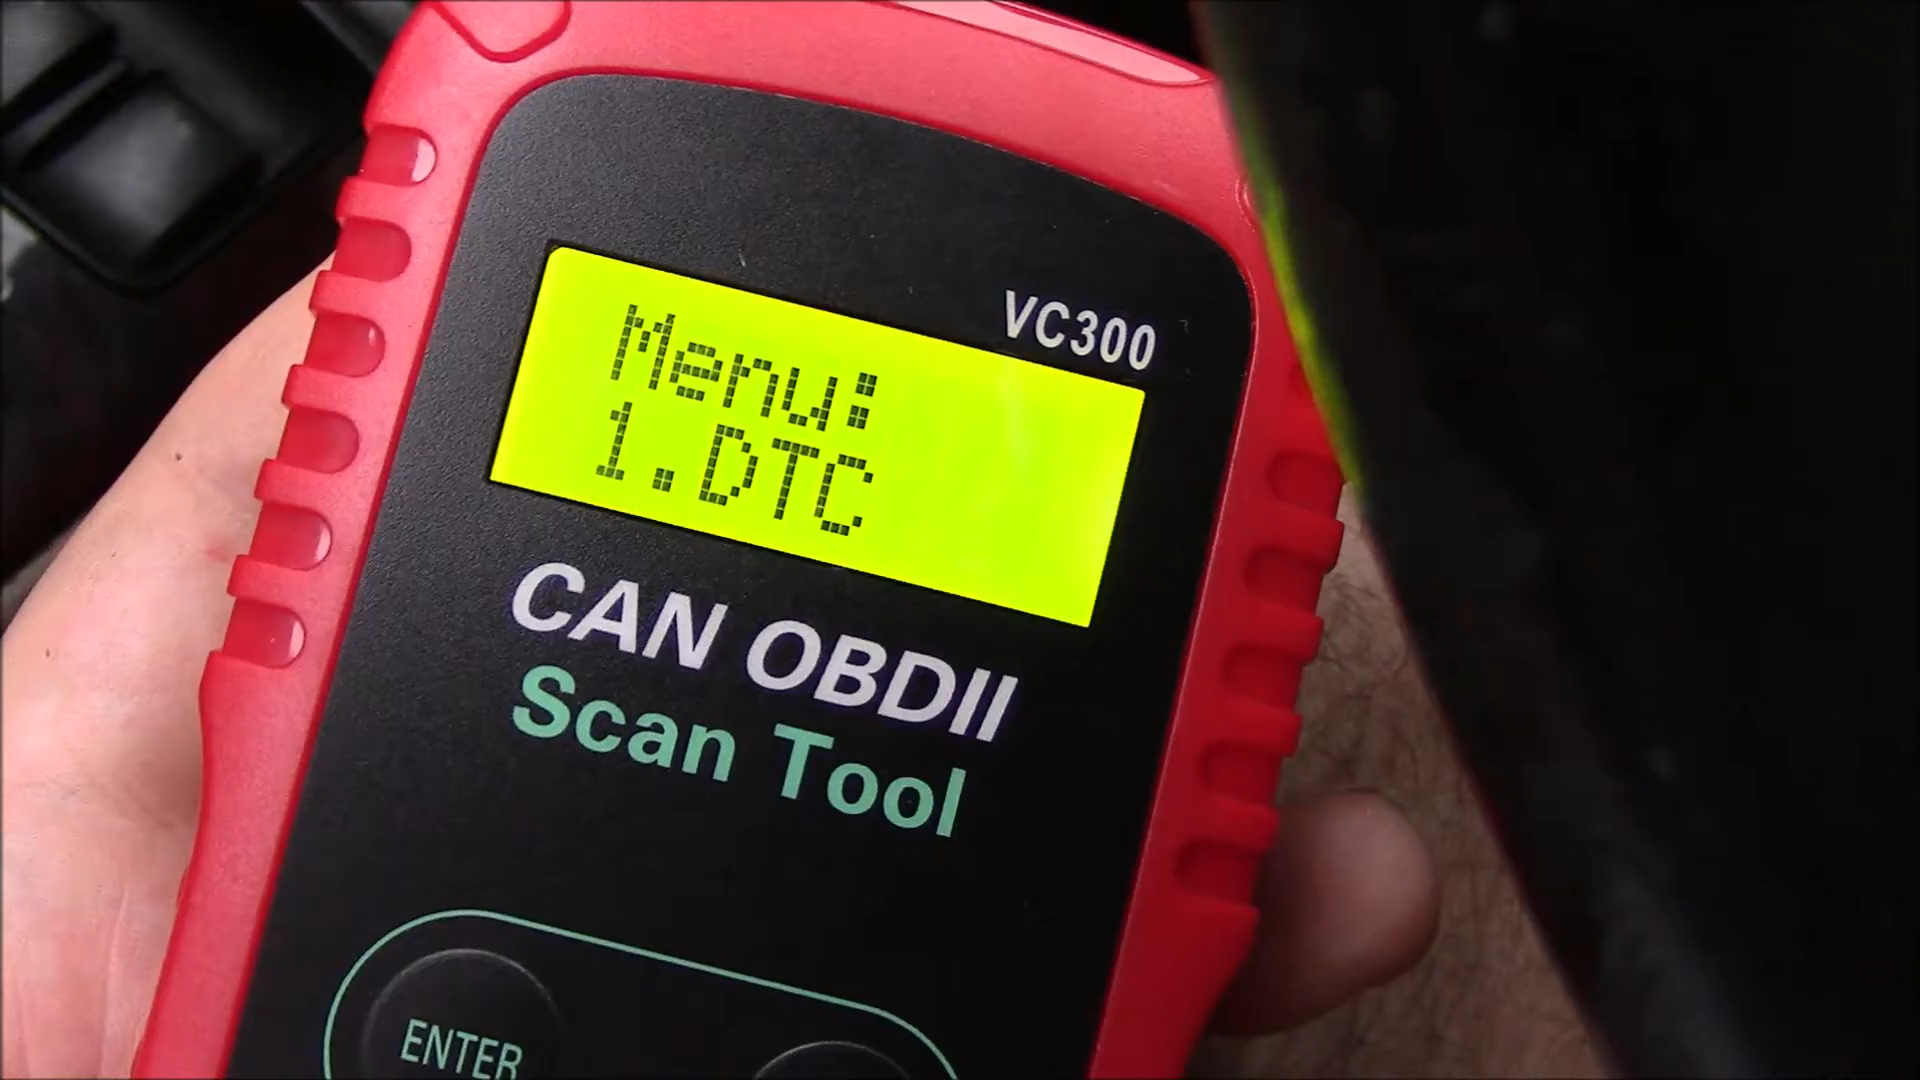 VC300
Menu:
1.DTC
CAN OBDII
Scan Tool
ENTER